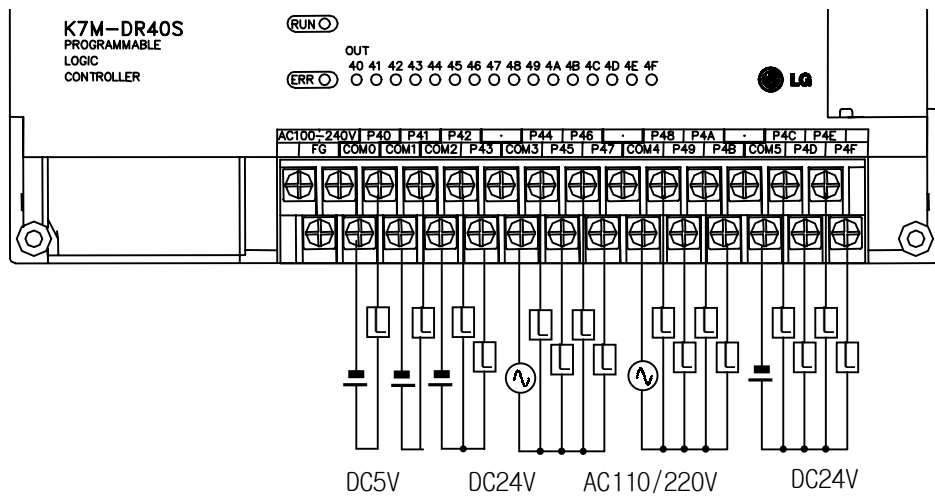 K7M-DR40S
PROGRAMMABLE
LOGIC
CONTROLLER
RUN
ERR
OUT
40 41 42 43 44 45 46 47 48 49 4A 4B 4C 4D 4E 4F
LG
AC100-240V P40 P41 P42 · P44 P46 · P48 P4A · P4C P4E
FG COM0 COM1 COM2 P43 COM3 P45 P47 COM4 P49 P4B COM5 P4D P4F
L L L L L L L L L L L L L L L L
DC5V DC24V AC110/220V DC24V